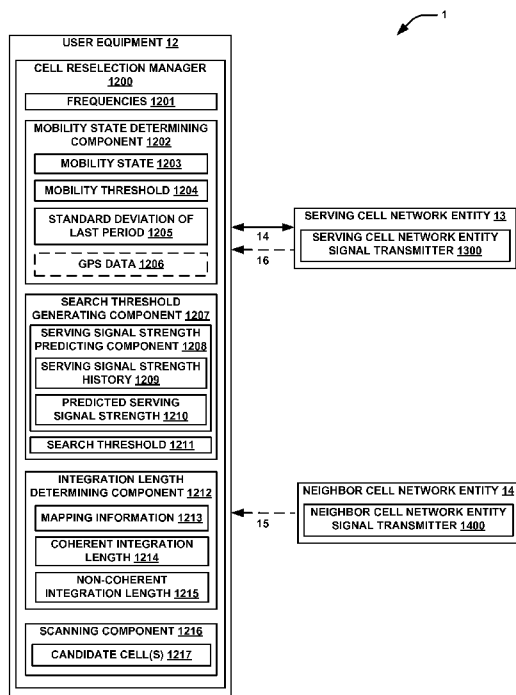 1
USER EQUIPMENT 12
CELL RESELECTION MANAGER
1200
FREQUENCIES 1201
MOBILITY STATE DETERMINING
COMPONENT 1202
MOBILITY STATE 1203
MOBILITY THRESHOLD 1204
STANDARD DEVIATION OF
LAST PERIOD 1205
GPS DATA 1206
14
16
SERVING CELL NETWORK ENTITY 13
SERVING CELL NETWORK ENTITY
SIGNAL TRANSMITTER 1300
SEARCH THRESHOLD
GENERATING COMPONENT 1207
SERVING SIGNAL STRENGTH
PREDICTING COMPONENT 1208
SERVING SIGNAL STRENGTH
HISTORY 1209
PREDICTED SERVING
SIGNAL STRENGTH 1210
SEARCH THRESHOLD 1211
INTEGRATION LENGTH
DETERMINING COMPONENT 1212
MAPPING INFORMATION 1213
COHERENT INTEGRATION
LENGTH 1214
NON-COHERENT
INTEGRATION LENGTH 1215
15
NEIGHBOR CELL NETWORK ENTITY 14
NEIGHBOR CELL NETWORK ENTITY
SIGNAL TRANSMITTER 1400
SCANNING COMPONENT 1216
CANDIDATE CELL(S) 1217